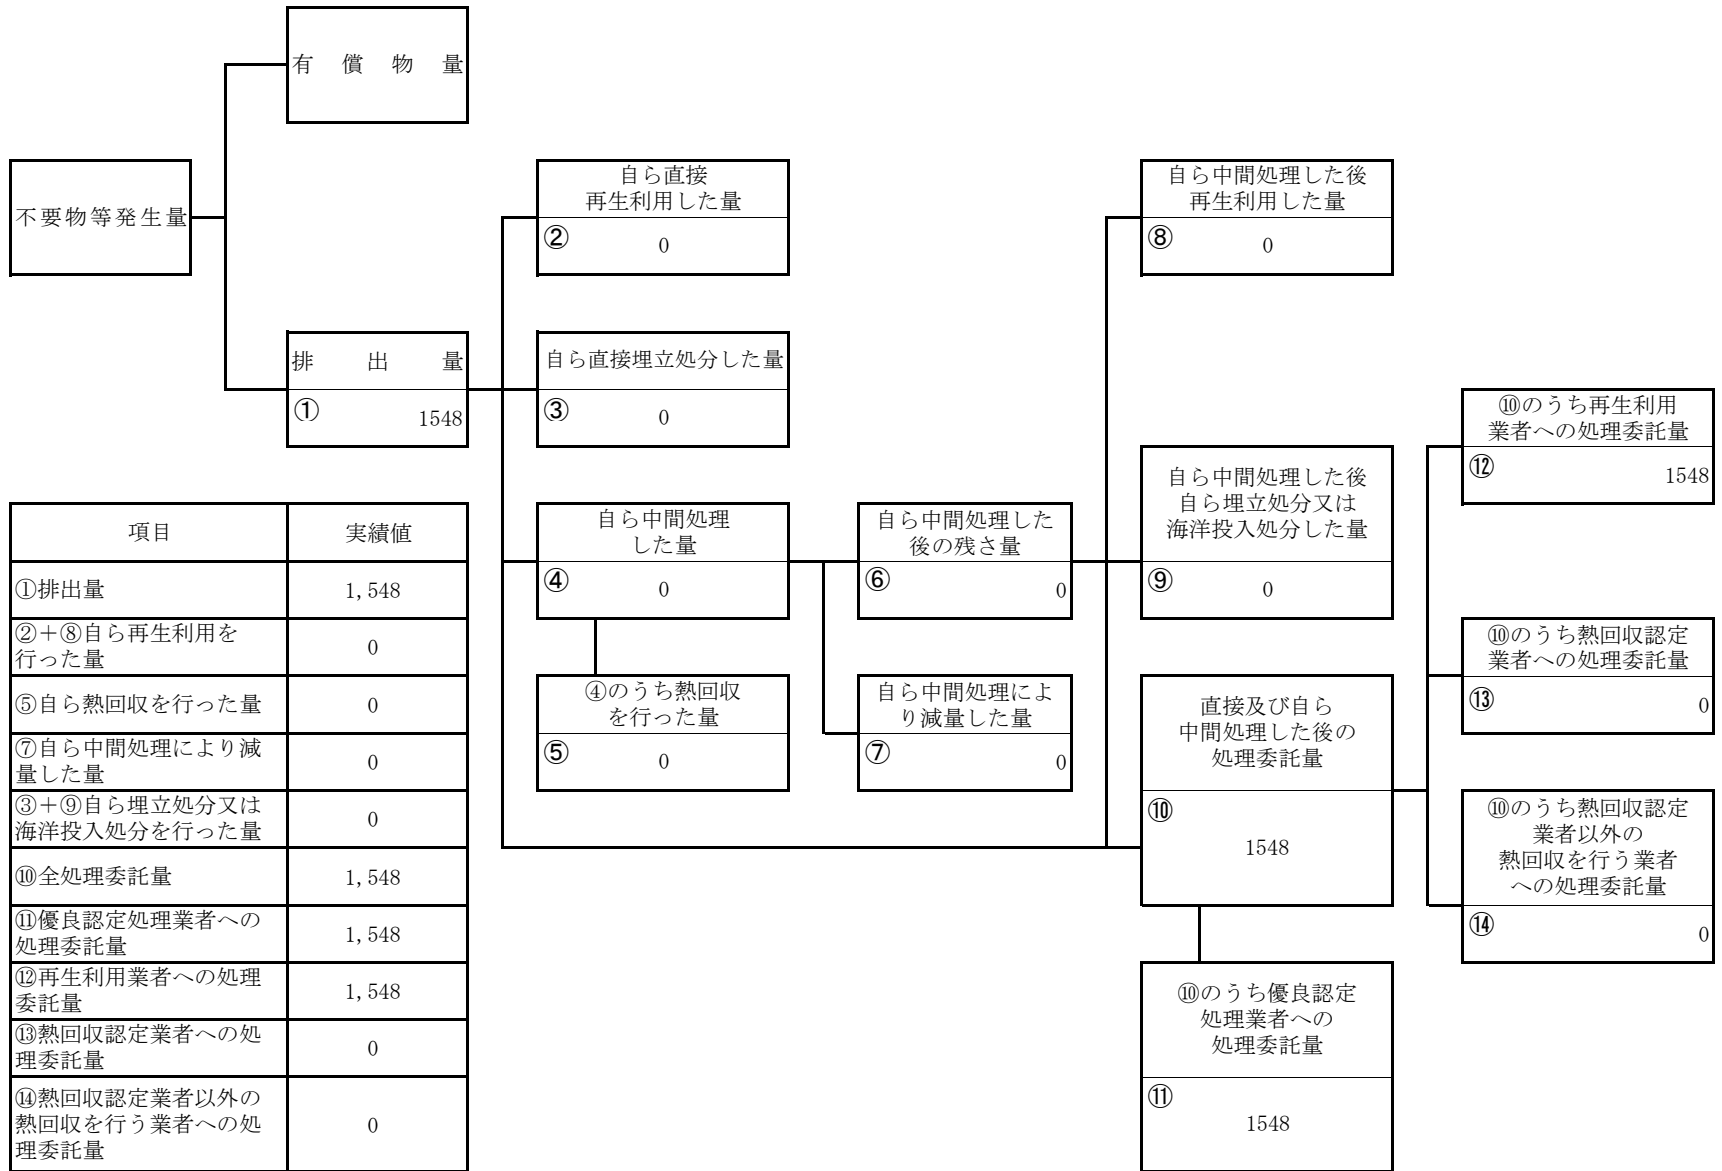 有償物量
不要物等発生量
排出量
① 1548
自ら直接
再生利用した量
② 0
自ら直接埋立処分した量
③ 0
自ら中間処理
した量
④ 0
④のうち熱回収
を行った量
⑤ 0
自ら中間処理した
後の残さ量
⑥ 0
自ら中間処理によ
り減量した量
⑦ 0
自ら中間処理した後
再生利用した量
⑧ 0
自ら中間処理した後
自ら埋立処分又は
海洋投入処分した量
⑨ 0
直接及び自ら
中間処理した後の
処理委託量
⑩
1548
⑩のうち優良認定
処理業者への
処理委託量
⑪
1548
⑩のうち再生利用
業者への処理委託量
⑫ 1548
⑩のうち熱回収認定
業者への処理委託量
⑬ 0
⑩のうち熱回収認定
業者以外の
熱回収を行う業者
への処理委託量
⑭ 0
項目 実績値
①排出量 1,548
②＋⑧自ら再生利用を
行った量 0
⑤自ら熱回収を行った量 0
⑦自ら中間処理により減
量した量 0
③＋⑨自ら埋立処分又は
海洋投入処分を行った量 0
⑩全処理委託量 1,548
⑪優良認定処理業者への
処理委託量 1,548
⑫再生利用業者への処理
委託量 1,548
⑬熱回収認定業者への処
理委託量 0
⑭熱回収認定業者以外の
熱回収を行う業者への処
理委託量 0